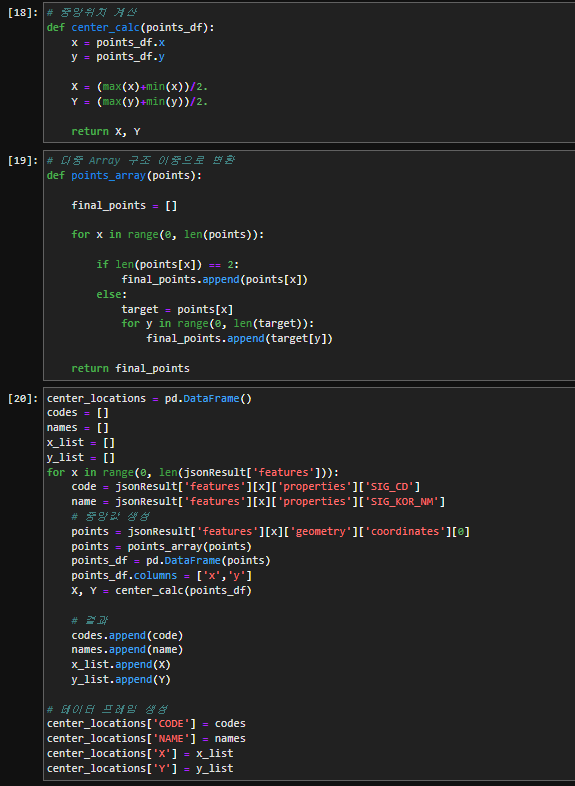 [18]: # 중앙위치 계산
def center_calc(points_df):
    x = points_df.x
    y = points_df.y
    X = (max(x)+min(x))/2.
    Y = (max(y)+min(y))/2.
    return X, Y
[19]: # 다중 Array 구조 이중으로 변환
def points_array(points):
    final_points = []
    for x in range(0, len(points)):
        if len(points[x]) == 2:
            final_points.append(points[x])
        else:
            target = points[x]
            for y in range(0, len(target)):
                final_points.append(target[y])
    return final_points
[20]: center_locations = pd.DataFrame()
codes = []
names = []
x_list = []
y_list = []
for x in range(0, len(jsonResult['features'])):
    code = jsonResult['features'][x]['properties']['SIG_CD']
    name = jsonResult['features'][x]['properties']['SIG_KOR_NM']
    # 중앙값 생성
    points = jsonResult['features'][x]['geometry']['coordinates'][0]
    points = points_array(points)
    points_df = pd.DataFrame(points)
    points_df.columns = ['x','y']
    X, Y = center_calc(points_df)
    # 결과
    codes.append(code)
    names.append(name)
    x_list.append(X)
    y_list.append(Y)
# 데이터 프레임 생성
center_locations['CODE'] = codes
center_locations['NAME'] = names
center_locations['X'] = x_list
center_locations['Y'] = y_list